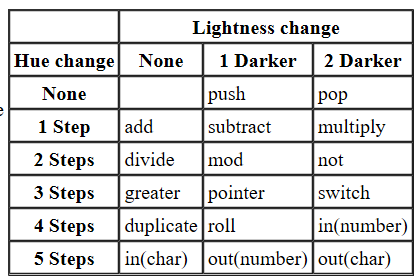 Lightness change
Hue change None 1 Darker 2 Darker
None push pop
1 Step add subtract multiply
2 Steps divide mod not
3 Steps greater pointer switch
4 Steps duplicate roll in(number)
5 Steps in(char) out(number) out(char)